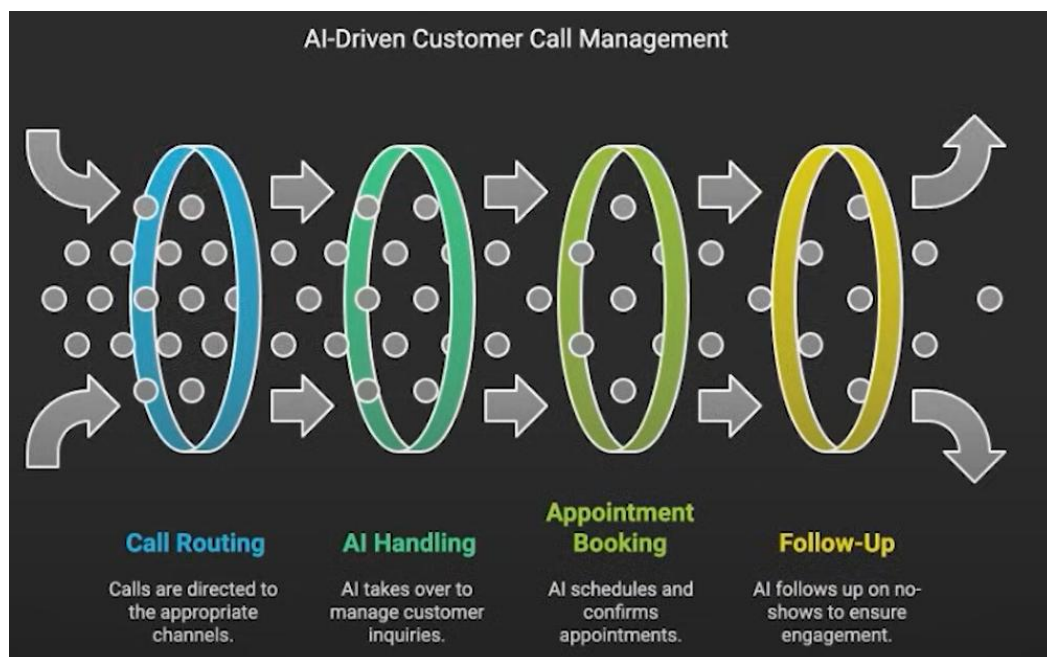 AI-Driven Customer Call Management
Call Routing
Calls are directed to
the appropriate
channels.
AI Handling
AI takes over to
manage customer
inquiries.
Appointment
Booking
AI schedules and
confirms
appointments.
Follow-Up
AI follows up on no-
shows to ensure
engagement.